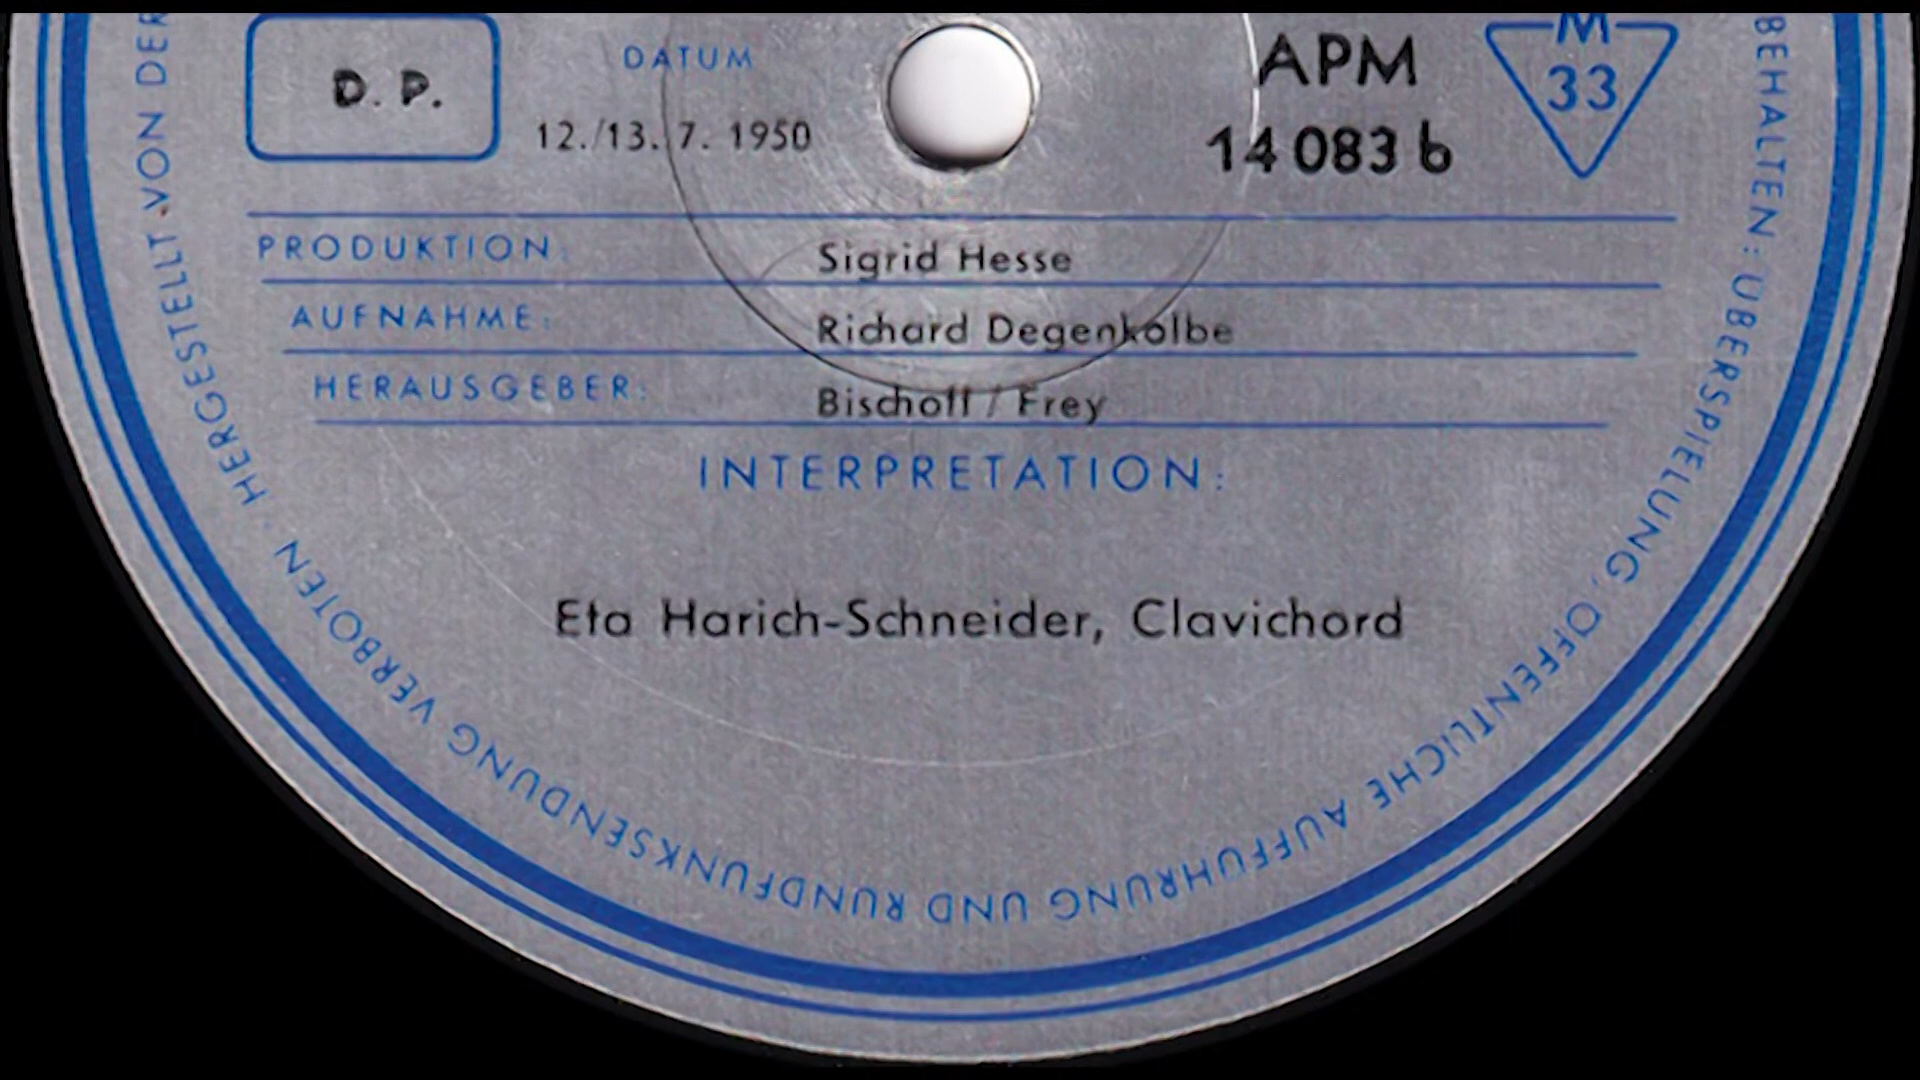 D. P.
DATUM
12./13. 7. 1950
APM
14 083 b
M
33
PRODUKTION: Sigrid Hesse
AUFNAHME: Richard Degenkolbe
HERAUSGEBER: Bischoff / Frey
INTERPRETATION:
Eta Harich-Schneider, Clavichord
BEHALTEN: ÜBERSPIELUNG, ÖFFENTLICHE AUFFÜHRUNG UND RUNDFUNKSENDUNG VERBOTEN · HERGESTELLT VON DER